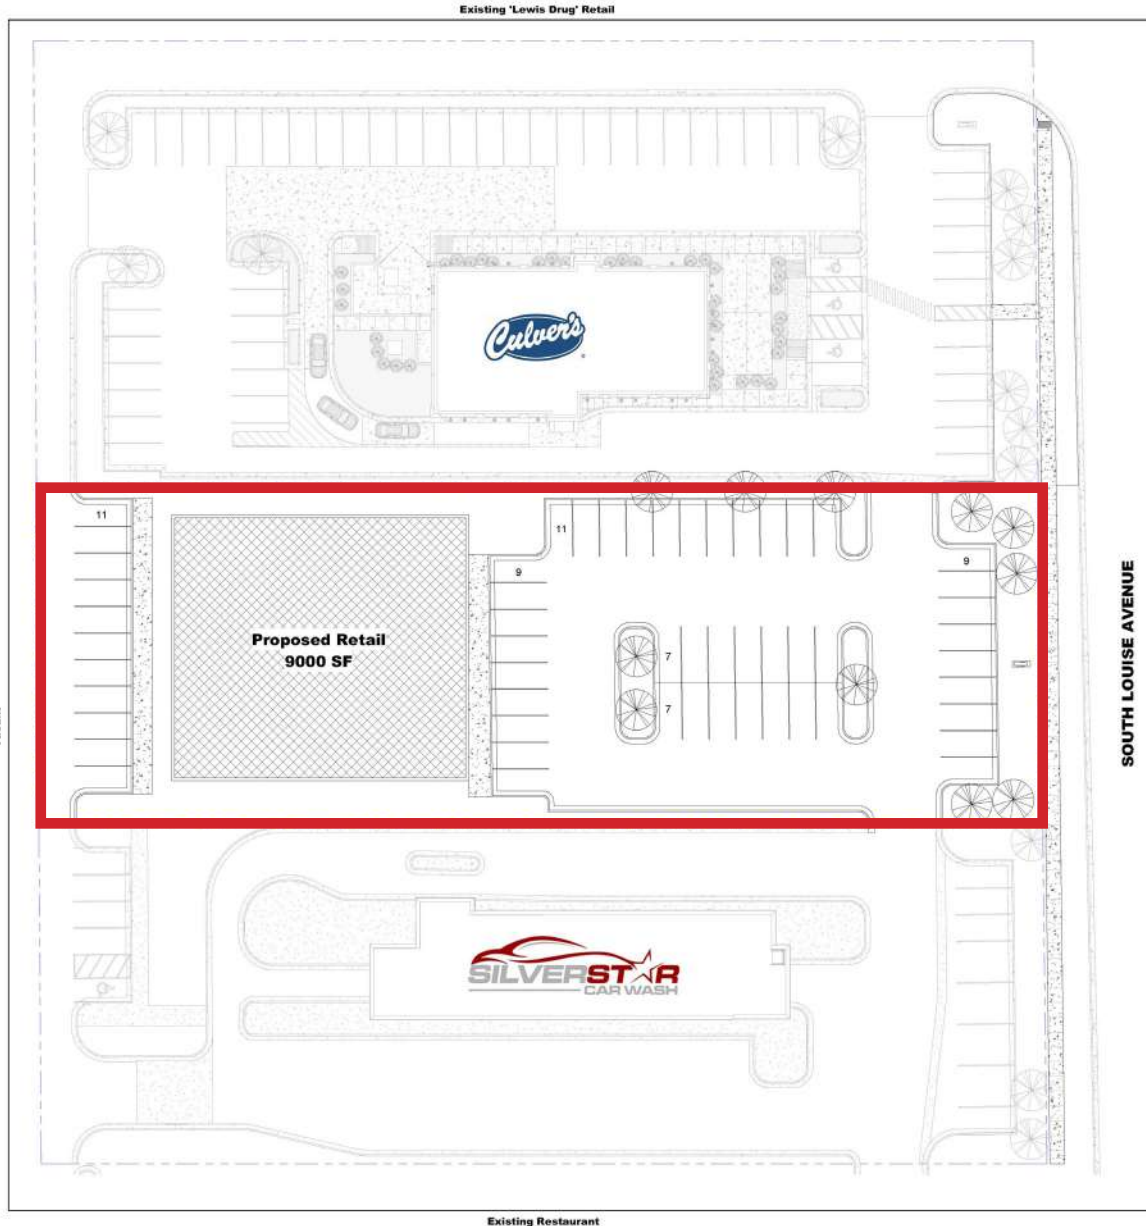 Existing 'Lewis Drug' Retail
Culver's
®
11
11
9
9
Proposed Retail
9000 SF
7
7
SOUTH LOUISE AVENUE
SILVERSTAR
CAR WASH
Existing Restaurant